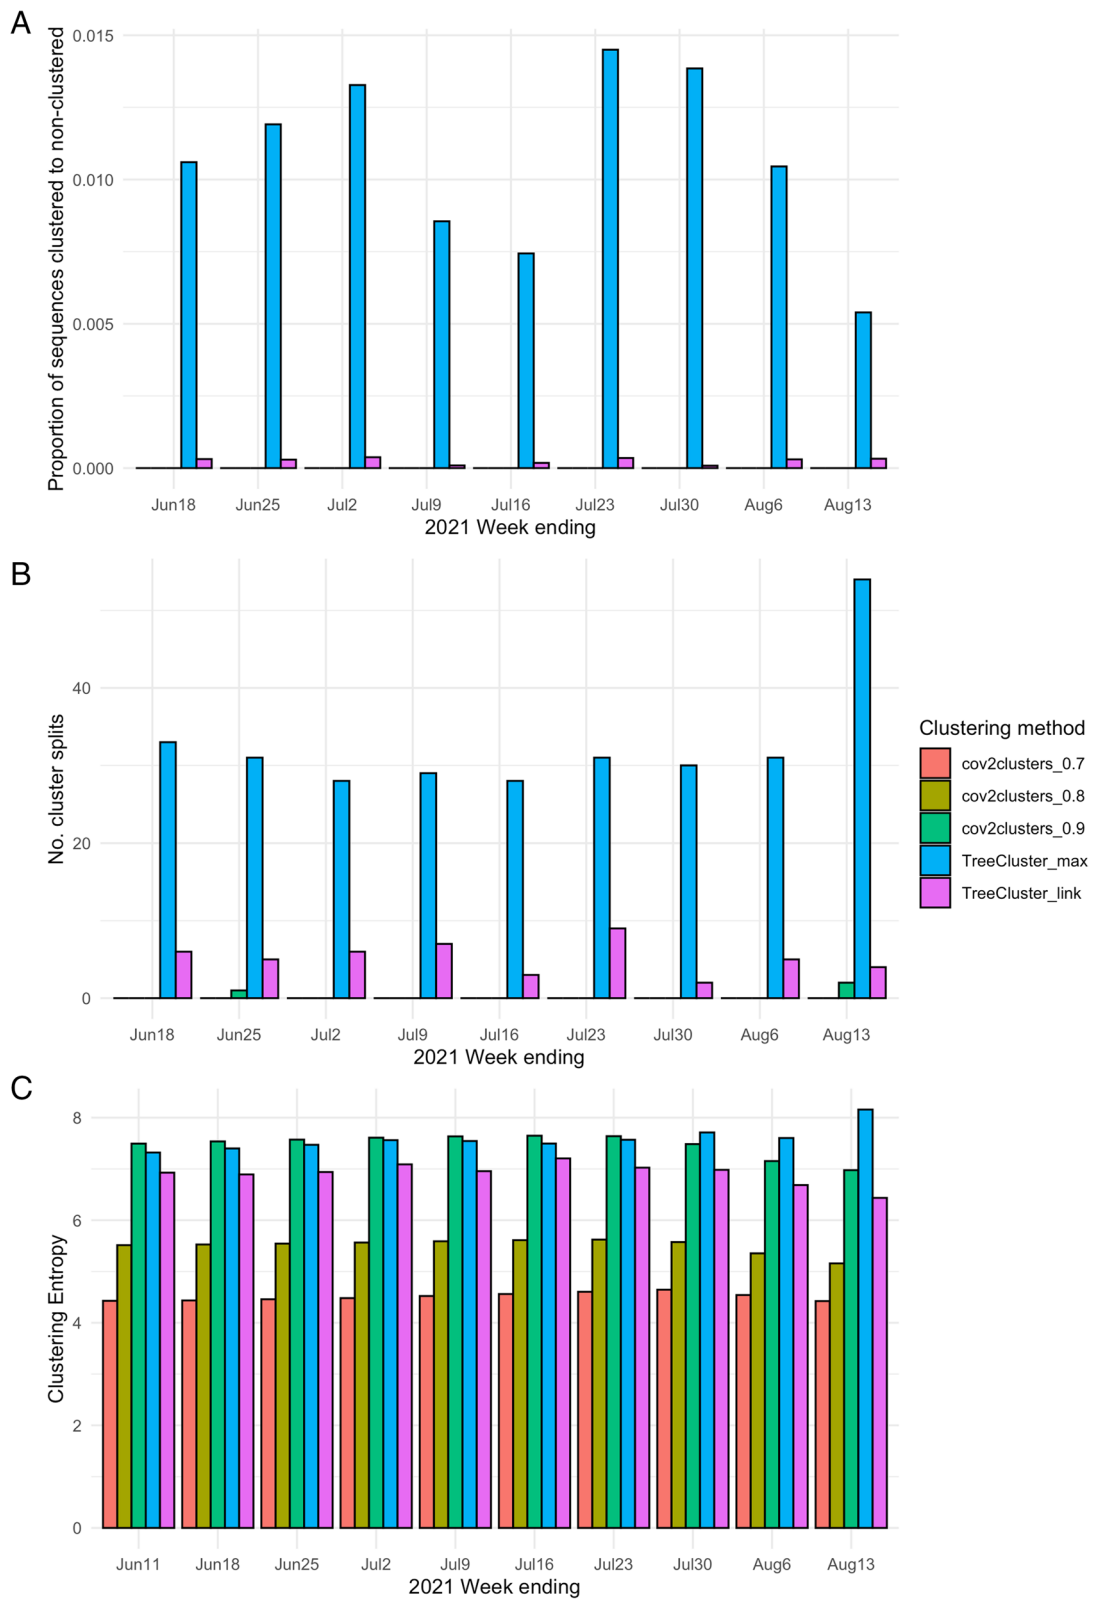 A
Proportion of sequences clustered to non-clustered
0.015
0.010
0.005
0.000
Jun18 Jun25 Jul2 Jul9 Jul16 Jul23 Jul30 Aug6 Aug13
2021 Week ending
B
No. cluster splits
40
20
0
Jun18 Jun25 Jul2 Jul9 Jul16 Jul23 Jul30 Aug6 Aug13
2021 Week ending
Clustering method
cov2clusters_0.7
cov2clusters_0.8
cov2clusters_0.9
TreeCluster_max
TreeCluster_link
C
Clustering Entropy
8
6
4
2
0
Jun11 Jun18 Jun25 Jul2 Jul9 Jul16 Jul23 Jul30 Aug6 Aug13
2021 Week ending